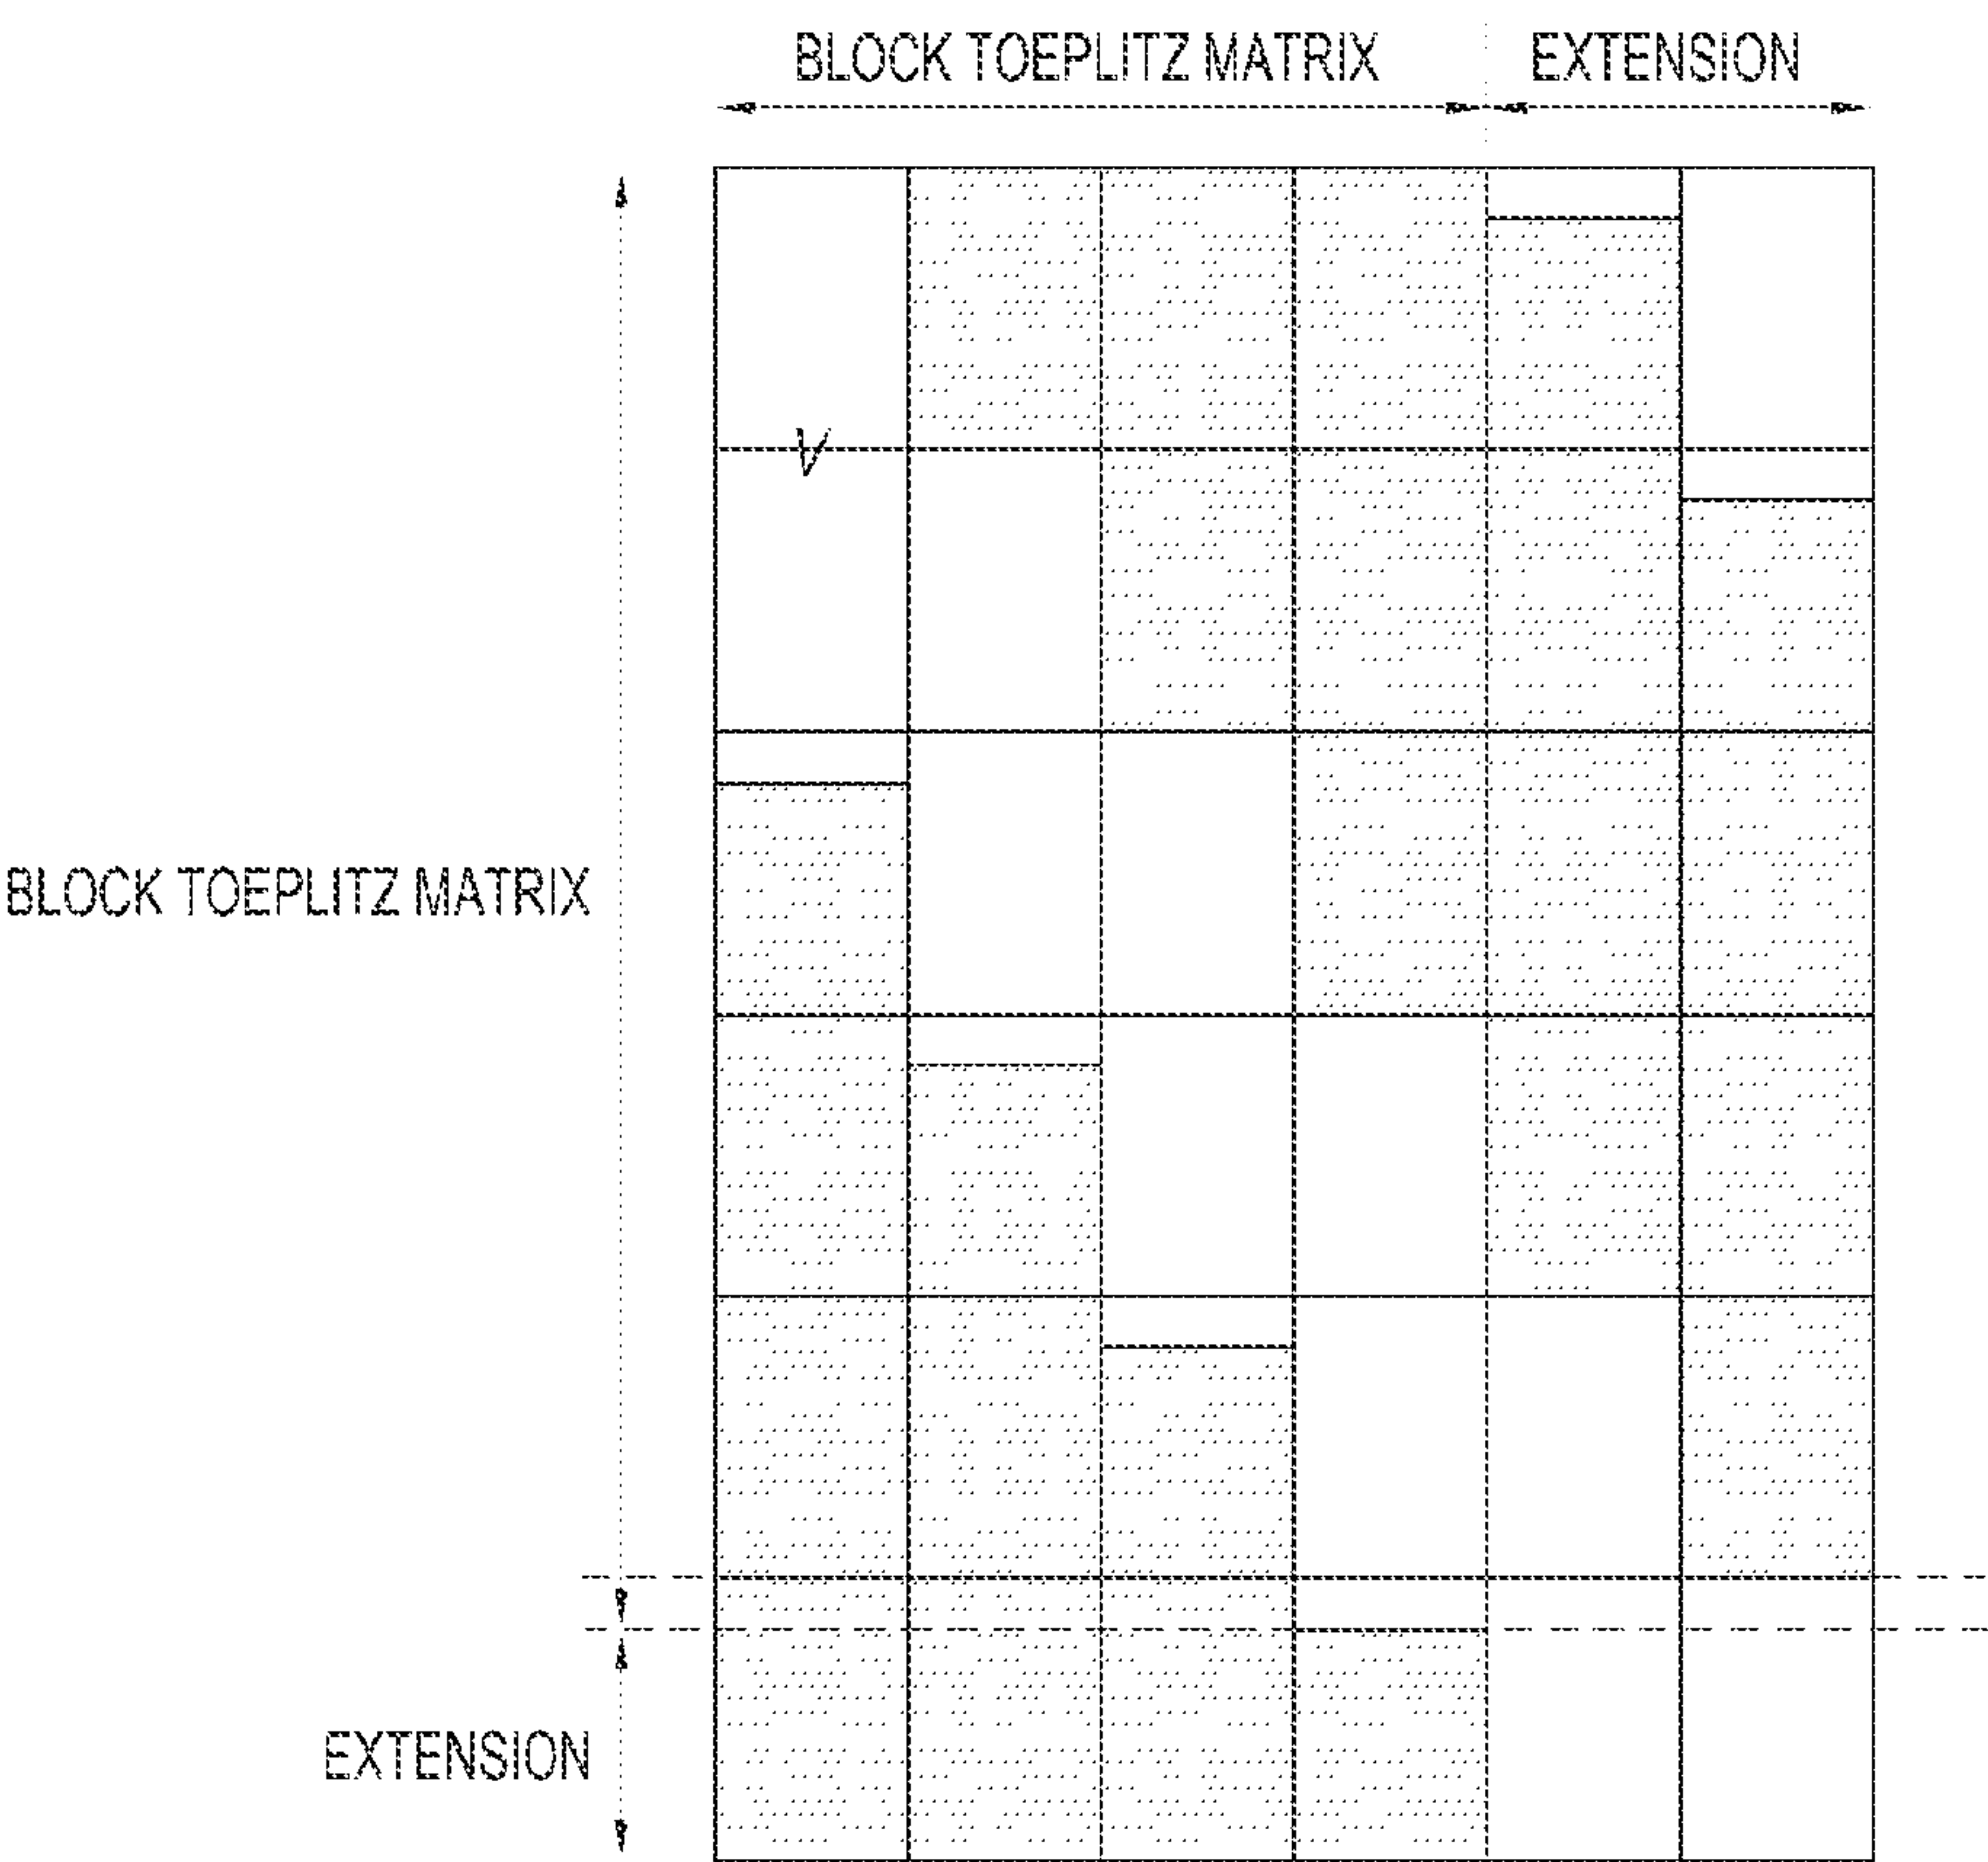 BLOCK TOEPLITZ MATRIX EXTENSION
V
BLOCK TOEPLITZ MATRIX
EXTENSION